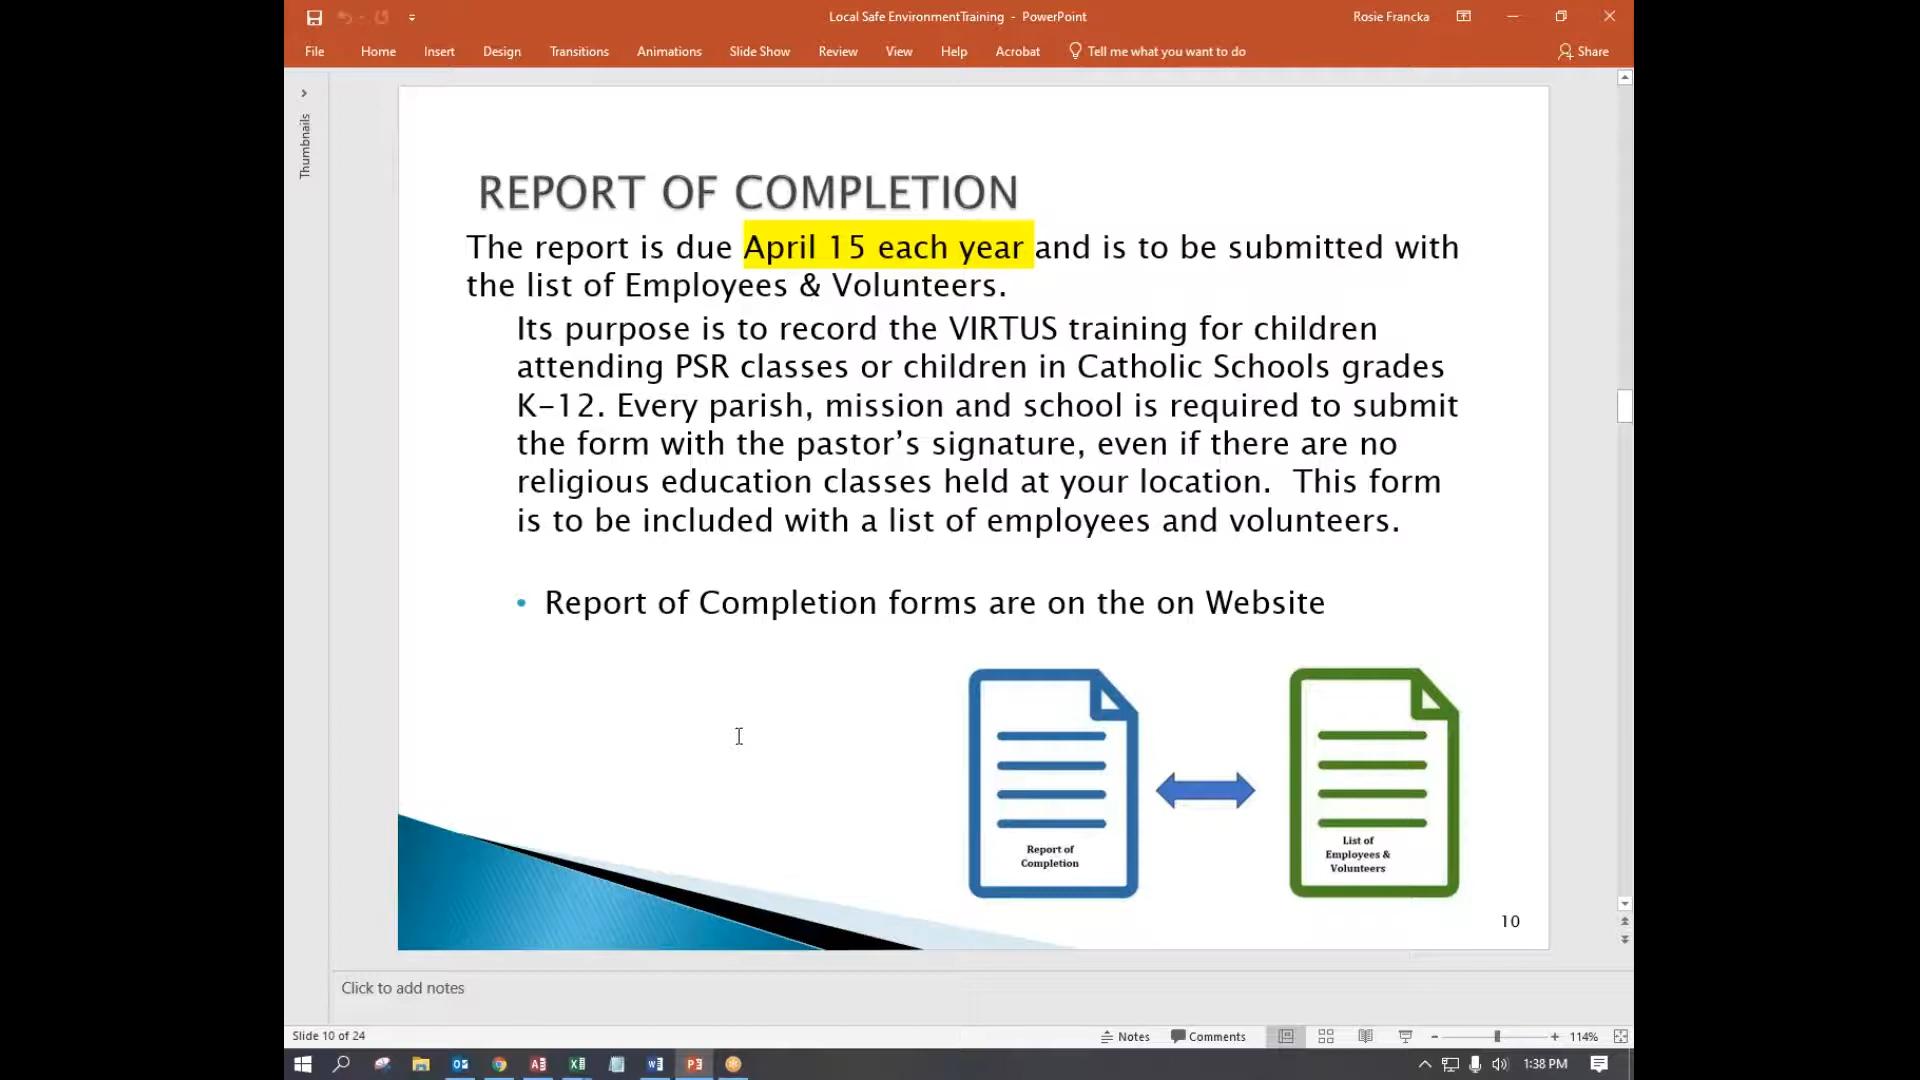 Local Safe EnvironmentTraining - PowerPoint
Rosie Francka
File Home Insert Design Transitions Animations Slide Show Review View Help Acrobat Tell me what you want to do Share
Thumbnails
REPORT OF COMPLETION
The report is due April 15 each year and is to be submitted with
the list of Employees & Volunteers.
Its purpose is to record the VIRTUS training for children
attending PSR classes or children in Catholic Schools grades
K-12. Every parish, mission and school is required to submit
the form with the pastor's signature, even if there are no
religious education classes held at your location. This form
is to be included with a list of employees and volunteers.
• Report of Completion forms are on the on Website
Report of
Completion
List of
Employees &
Volunteers
10
Click to add notes
Slide 10 of 24
Notes Comments 114%
1:38 PM